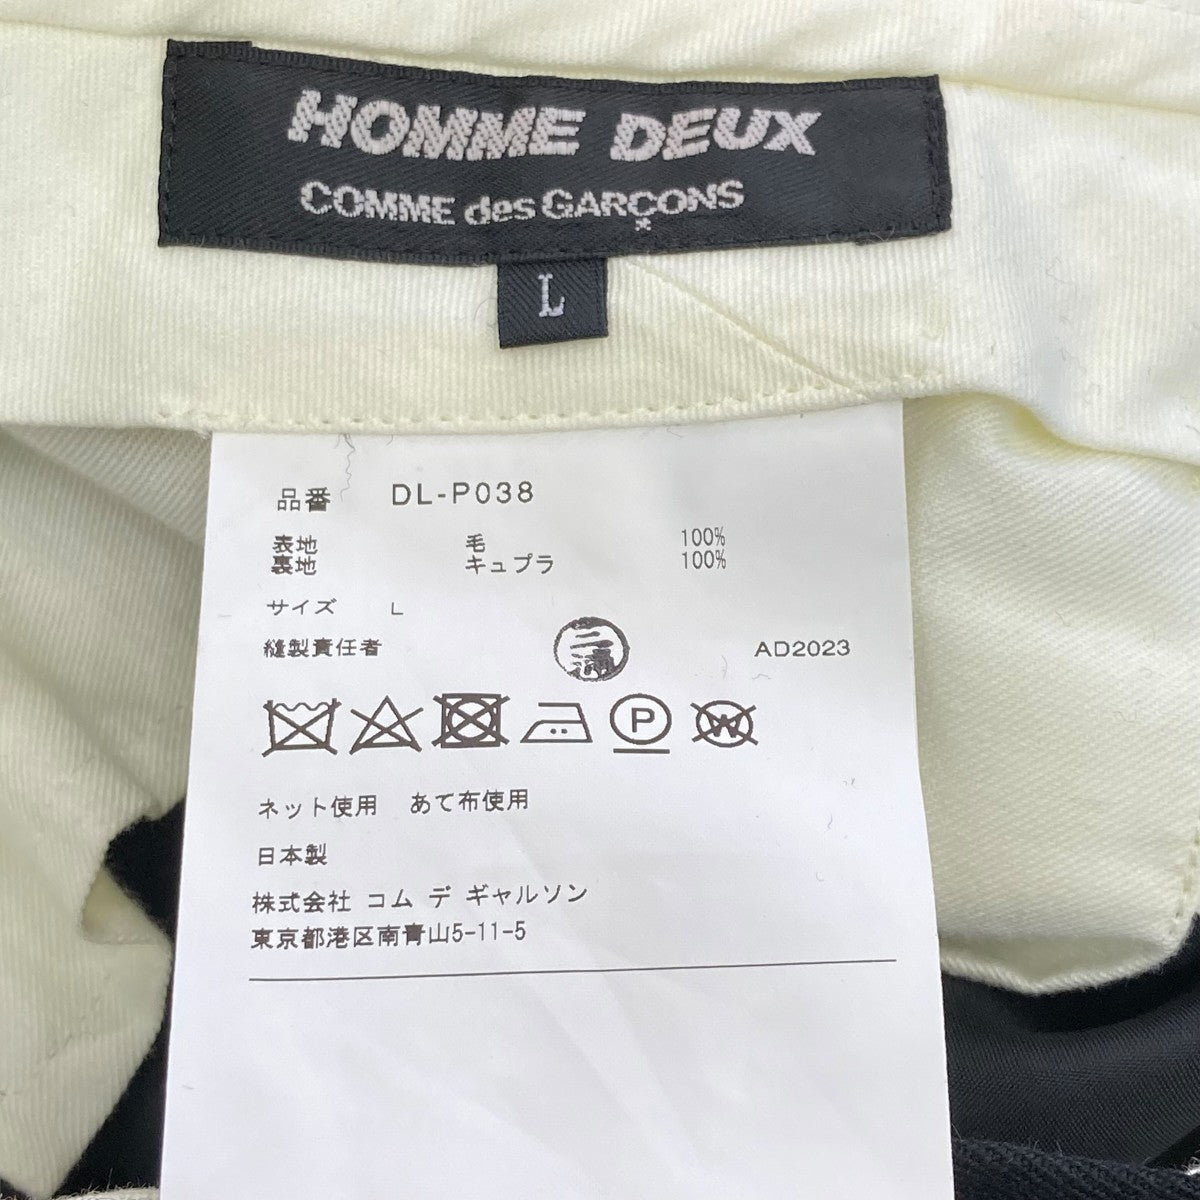 HOMME DEUX
COMME des GARÇONS
L
品番 DL-P038
表地 毛 100%
裏地 キュプラ 100%
サイズ L
縫製責任者 三浦 AD2023
P W
ネット使用 あて布使用
日本製
株式会社 コム デ ギャルソン
東京都港区南青山5-11-5